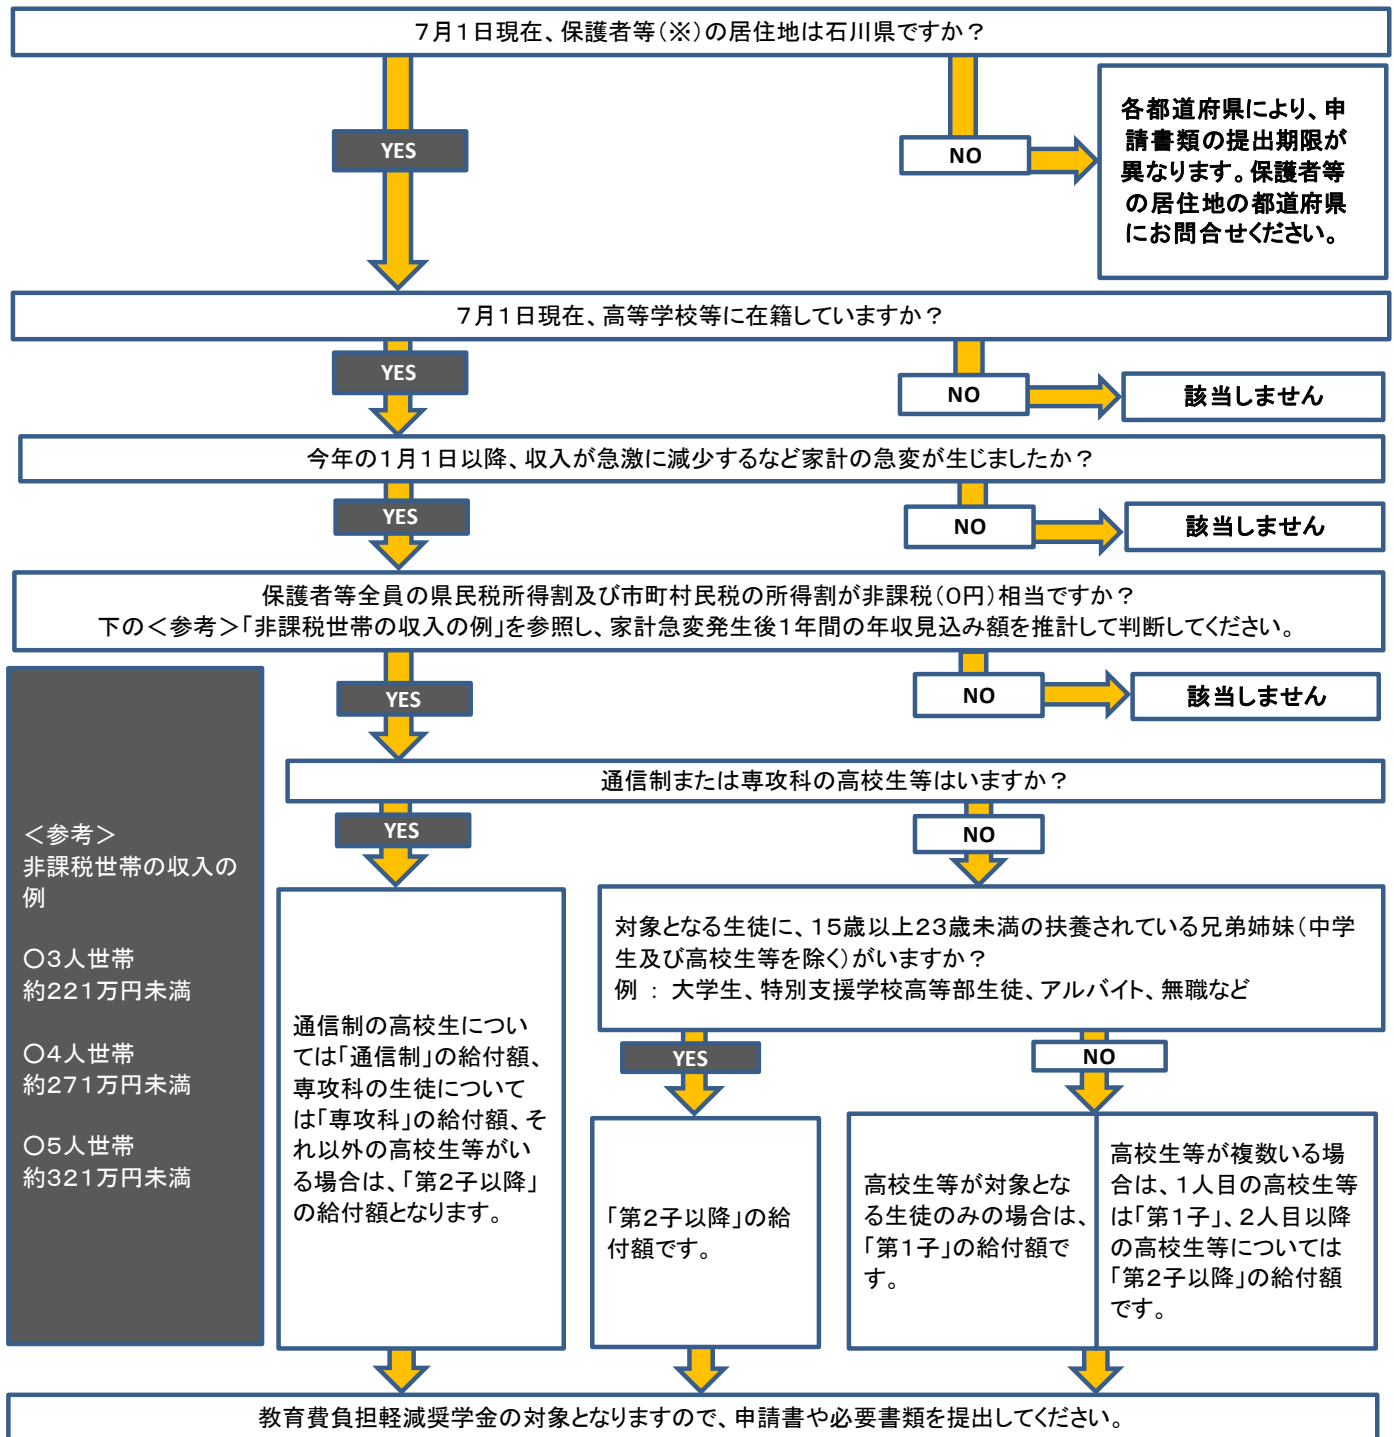 7月1日現在、保護者等(※)の居住地は石川県ですか？
YES
NO
各都道府県により、申
請書類の提出期限が
異なります。保護者等
の居住地の都道府県
にお問合せください。
7月1日現在、高等学校等に在籍していますか？
YES
NO
該当しません
今年の1月1日以降、収入が急激に減少するなど家計の急変が生じましたか？
YES
NO
該当しません
保護者等全員の県民税所得割及び市町村民税の所得割が非課税(0円)相当ですか？
下の＜参考＞「非課税世帯の収入の例」を参照し、家計急変発生後1年間の年収見込み額を推計して判断してください。
YES
NO
該当しません
＜参考＞
非課税世帯の収入の
例
〇3人世帯
約221万円未満
〇4人世帯
約271万円未満
〇5人世帯
約321万円未満
通信制または専攻科の高校生等はいますか？
YES
NO
通信制の高校生につい
ては「通信制」の給付額、
専攻科の生徒について
は「専攻科」の給付額、そ
れ以外の高校生等がい
る場合は、「第2子以降」
の給付額となります。
対象となる生徒に、15歳以上23歳未満の扶養されている兄弟姉妹(中学
生及び高校生等を除く)がいますか？
例 ： 大学生、特別支援学校高等部生徒、アルバイト、無職など
YES
NO
「第2子以降」の給
付額です。
高校生等が対象とな
る生徒のみの場合は、
「第1子」の給付額で
す。
高校生等が複数いる場
合は、1人目の高校生等
は「第1子」、2人目以降
の高校生等については
「第2子以降」の給付額
です。
教育費負担軽減奨学金の対象となりますので、申請書や必要書類を提出してください。